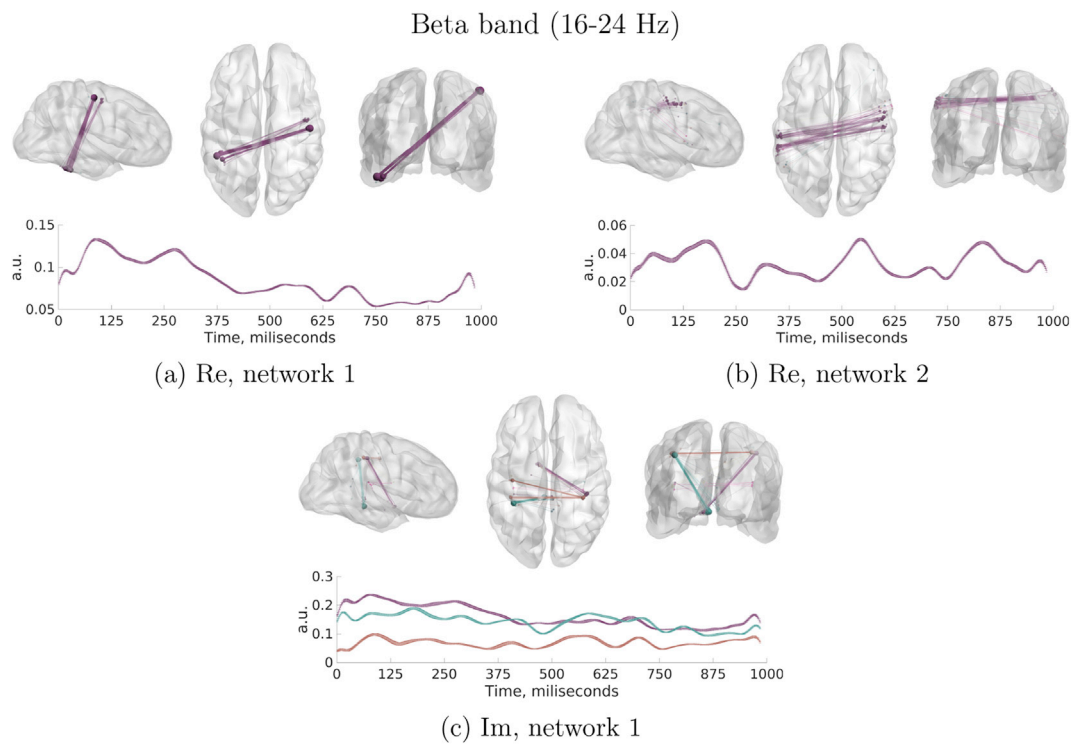 Beta band (16-24 Hz)
0.15
0.1
0.05
a.u.
0 125 250 375 500 625 750 875 1000
Time, miliseconds
(a) Re, network 1
0.06
0.04
0.02
0
a.u.
0 125 250 375 500 625 750 875 1000
Time, miliseconds
(b) Re, network 2
0.3
0.2
0.1
0
a.u.
0 125 250 375 500 625 750 875 1000
Time, miliseconds
(c) Im, network 1